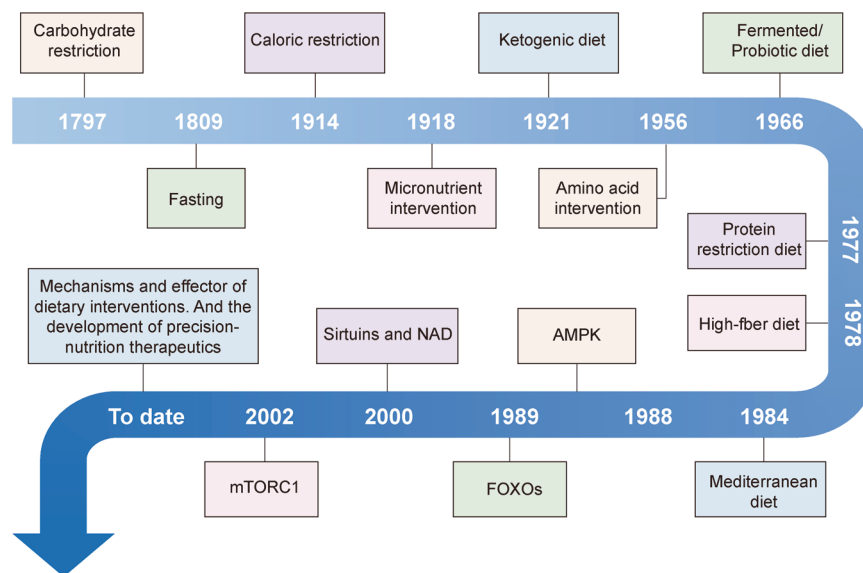 Carbohydrate
restriction
Caloric restriction
Ketogenic diet
Fermented/
Probiotic diet
1797
1809
1914
1918
1921
1956
1966
Fasting
Micronutrient
intervention
Amino acid
intervention
Protein
restriction diet
1977
High-fber diet
1978
Mechanisms and effector of
dietary interventions. And the
development of precision-
nutrition therapeutics
Sirtuins and NAD
AMPK
To date
2002
2000
1989
1988
1984
mTORC1
FOXOs
Mediterranean
diet